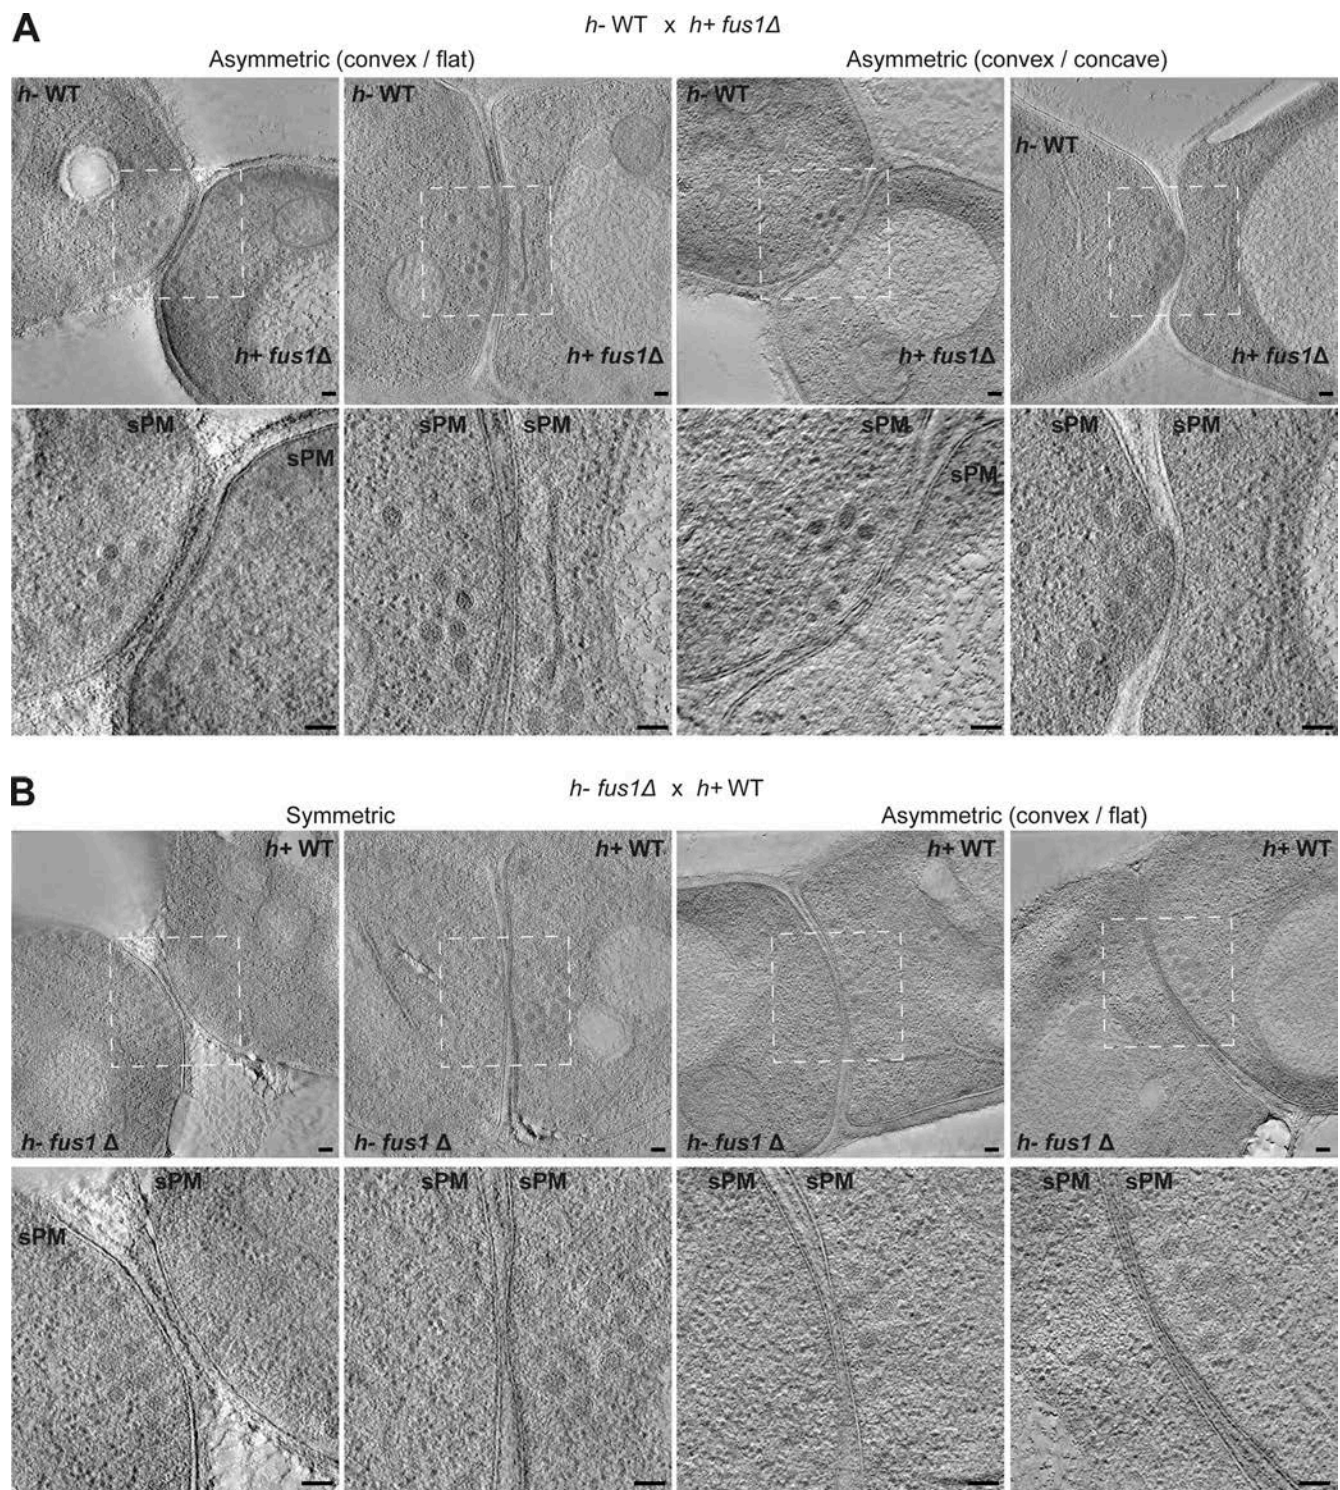 A
h- WT x h+ fus1Δ
Asymmetric (convex / flat)
Asymmetric (convex / concave)
h- WT
h- WT
h- WT
h- WT
h+ fus1Δ
h+ fus1Δ
h+ fus1Δ
h+ fus1Δ
sPM
sPM
sPM
sPM
sPM
sPM
sPM
sPM
B
h- fus1Δ x h+ WT
Symmetric
Asymmetric (convex / flat)
h+ WT
h+ WT
h+ WT
h+ WT
h- fus1 Δ
h- fus1 Δ
h- fus1 Δ
h- fus1 Δ
sPM
sPM
sPM
sPM
sPM
sPM
sPM
sPM